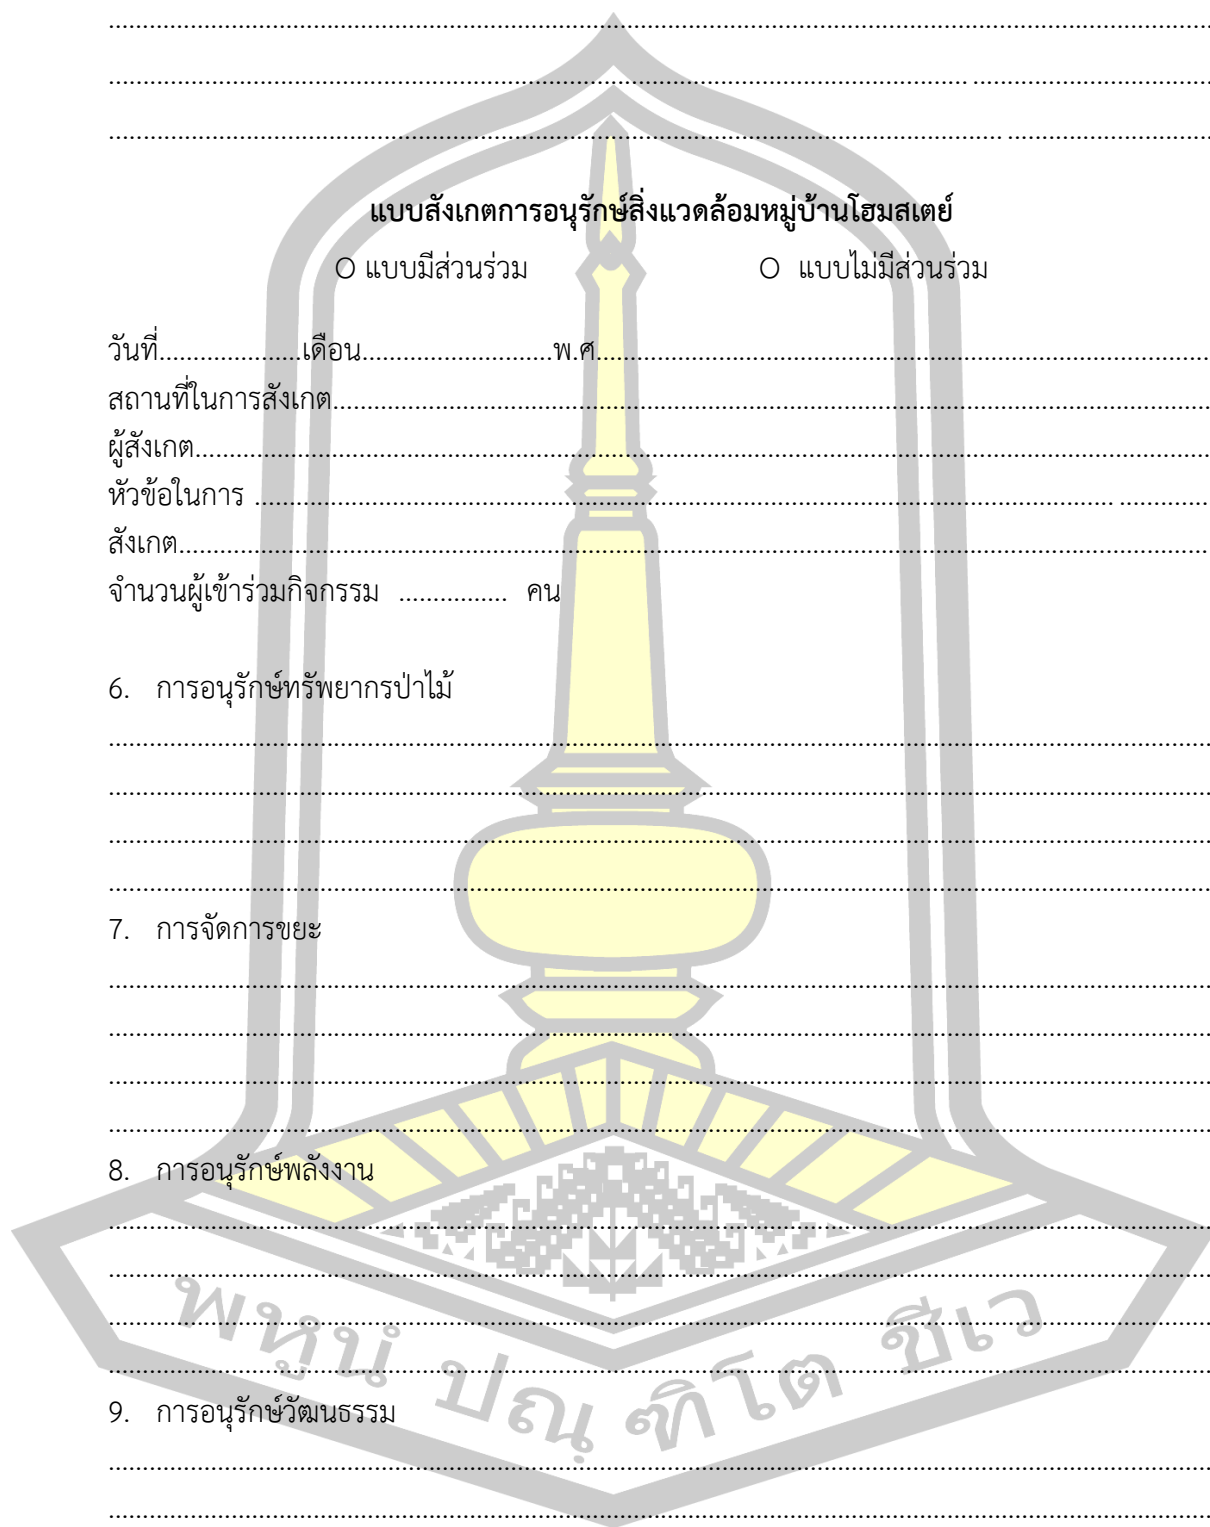 ........................................................................................................................
........................................................................................................ ............................
............................................................................................................ ........................
แบบสังเกตการอนุรักษ์สิ่งแวดล้อมหมู่บ้านโฮมสเตย์
O แบบมีส่วนร่วม O แบบไม่มีส่วนร่วม
วันที่.....................เดือน............................พ.ศ...........................................................................................
สถานที่ในการสังเกต.................................................................................................................................
ผู้สังเกต.....................................................................................................................................................
หัวข้อในการ ............................................................................................................................... .............
สังเกต.......................................................................................................................................................
จำนวนผู้เข้าร่วมกิจกรรม ................ คน
6. การอนุรักษ์ทรัพยากรป่าไม้
........................................................................................................................
........................................................................................................................
........................................................................................................................
........................................................................................................................
7. การจัดการขยะ
........................................................................................................................
........................................................................................................................
........................................................................................................................
........................................................................................................................
8. การอนุรักษ์พลังงาน
........................................................................................................................
........................................................................................................................
........................................................................................................................
........................................................................................................................
พหูนํ ปณฺฑิโต ชีเว
9. การอนุรักษ์วัฒนธรรม
........................................................................................................................
........................................................................................................................